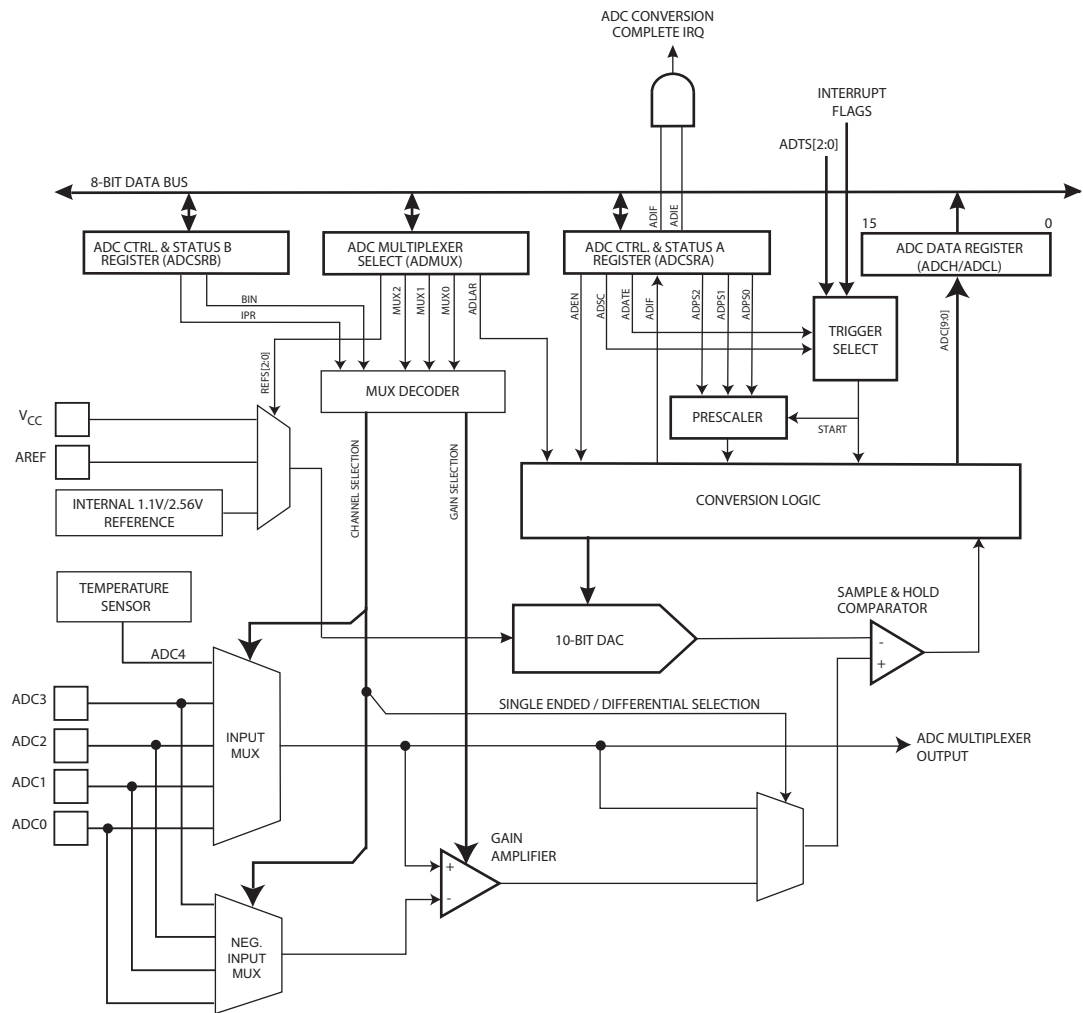 ADC CONVERSION
COMPLETE IRQ
INTERRUPT
FLAGS
ADTS[2:0]
8-BIT DATA BUS
ADIF
ADIE
15
0
ADC CTRL. & STATUS B
REGISTER (ADCSRB)
ADC MULTIPLEXER
SELECT (ADMUX)
ADC CTRL. & STATUS A
REGISTER (ADCSRA)
ADC DATA REGISTER
(ADCH/ADCL)
BIN
IPR
REFS[2:0]
MUX2
MUX1
MUX0
ADLAR
ADEN
ADSC
ADATE
ADIF
ADPS2
ADPS1
ADPS0
TRIGGER
SELECT
ADC[9:0]
MUX DECODER
PRESCALER
START
VCC
AREF
INTERNAL 1.1V/2.56V
REFERENCE
CHANNEL SELECTION
GAIN SELECTION
CONVERSION LOGIC
TEMPERATURE
SENSOR
ADC4
10-BIT DAC
SAMPLE & HOLD
COMPARATOR
-
+
ADC3
ADC2
ADC1
ADC0
INPUT
MUX
SINGLE ENDED / DIFFERENTIAL SELECTION
ADC MULTIPLEXER
OUTPUT
GAIN
AMPLIFIER
+
-
NEG.
INPUT
MUX